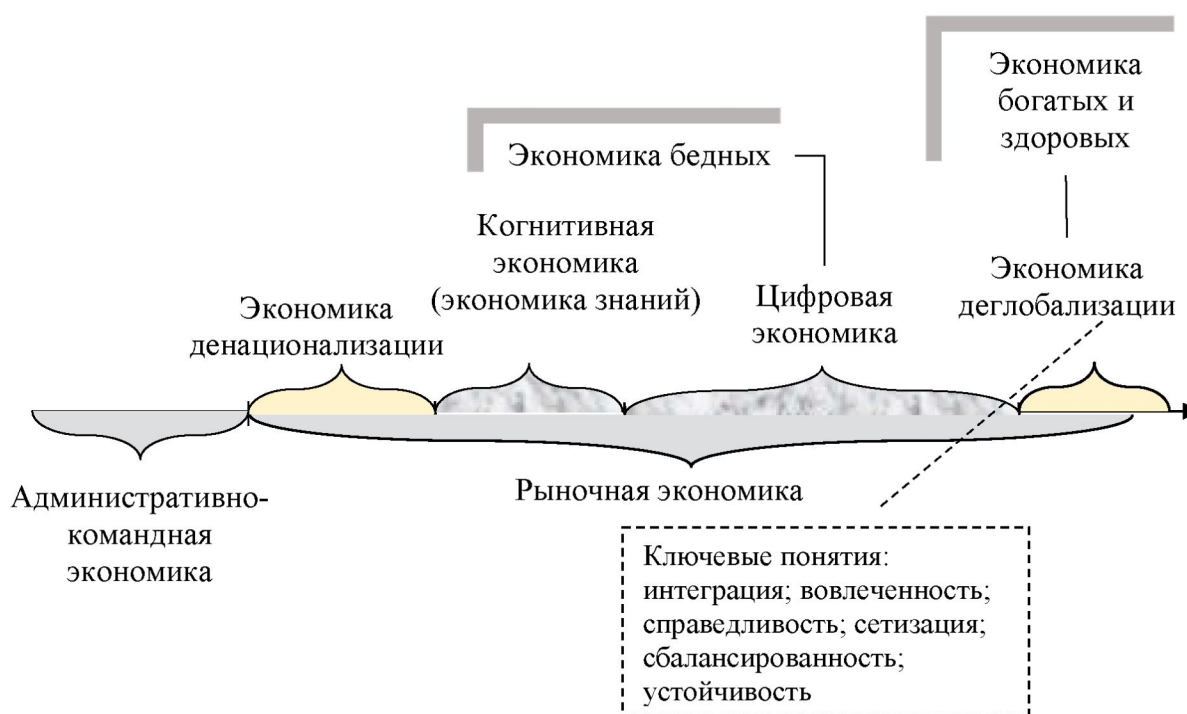 Экономика
богатых и
здоровых
Экономика бедных
Когнитивная
экономика
(экономика знаний)
Цифровая
экономика
Экономика
деглобализации
Экономика
денационализации
Рыночная экономика
Административно-
командная
экономика
Ключевые понятия:
интеграция; вовлеченность;
справедливость; сетизация;
сбалансированность;
устойчивость